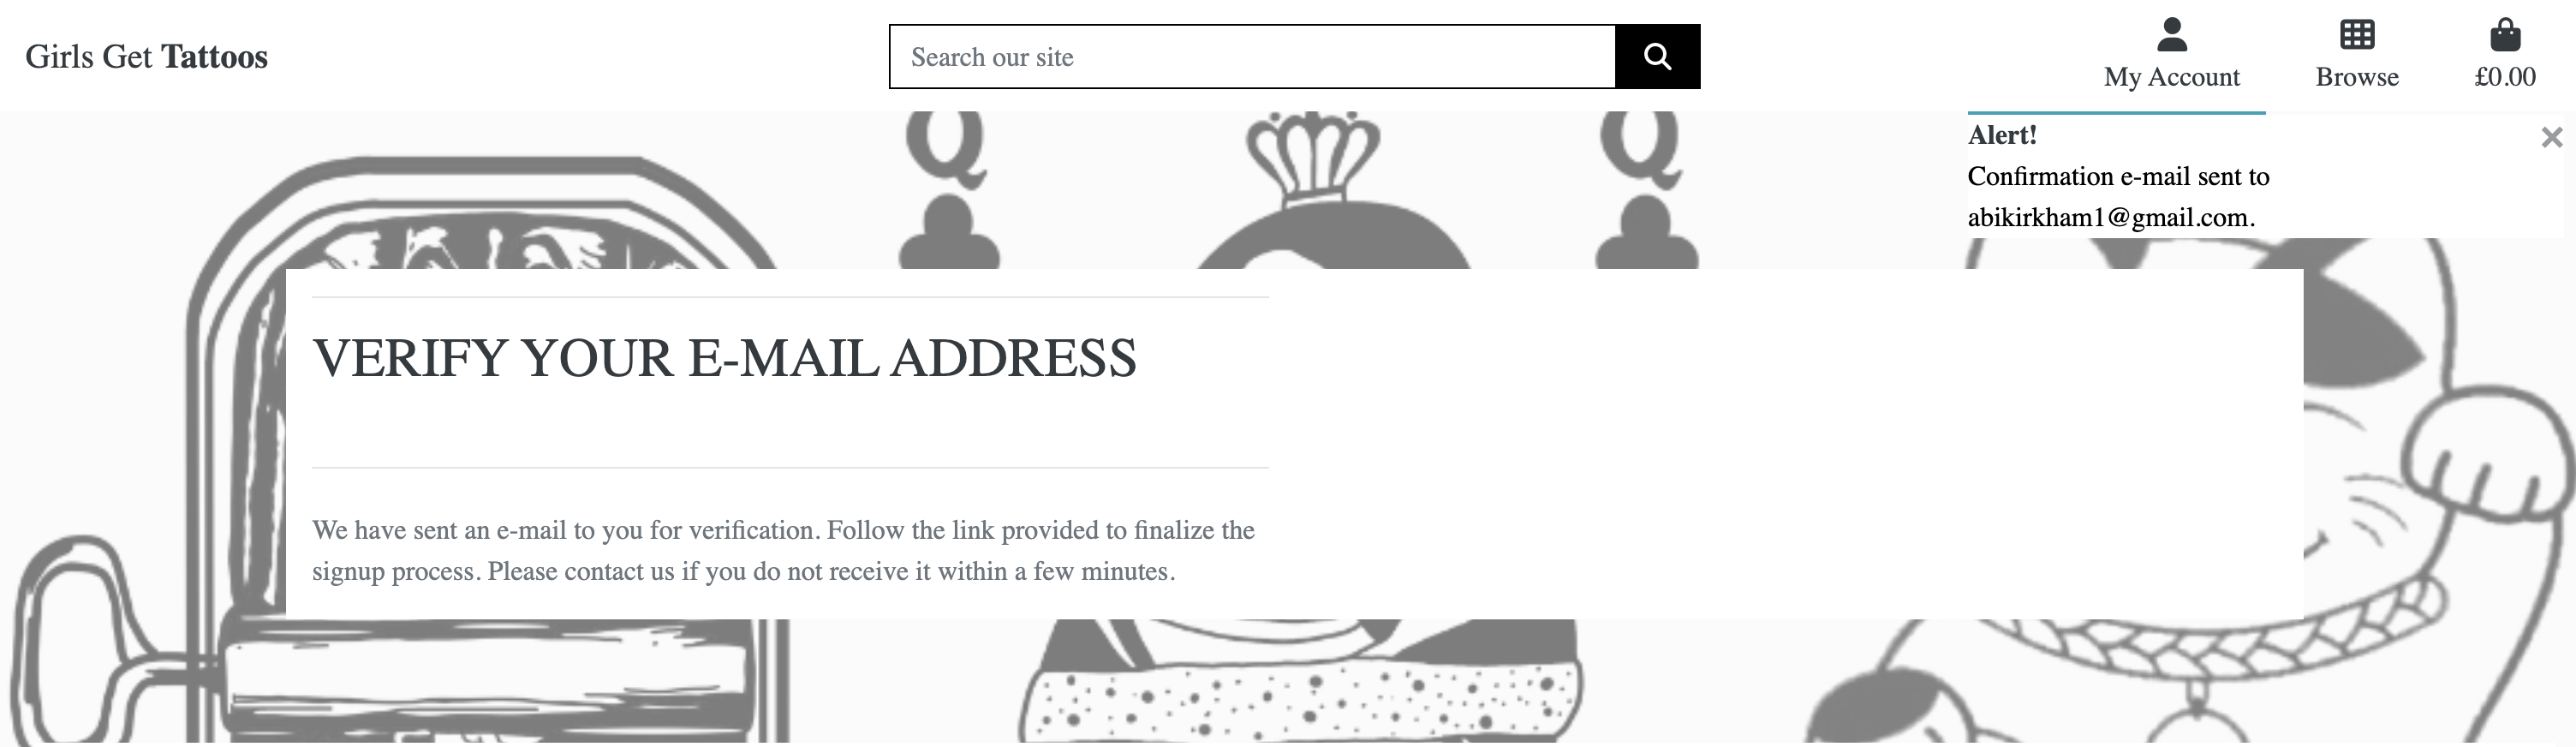 Girls Get Tattoos
Search our site
My Account
Browse
£0.00
Alert!
Confirmation e-mail sent to
abikirkham1@gmail.com.
Q
Q
VERIFY YOUR E-MAIL ADDRESS
We have sent an e-mail to you for verification. Follow the link provided to finalize the
signup process. Please contact us if you do not receive it within a few minutes.